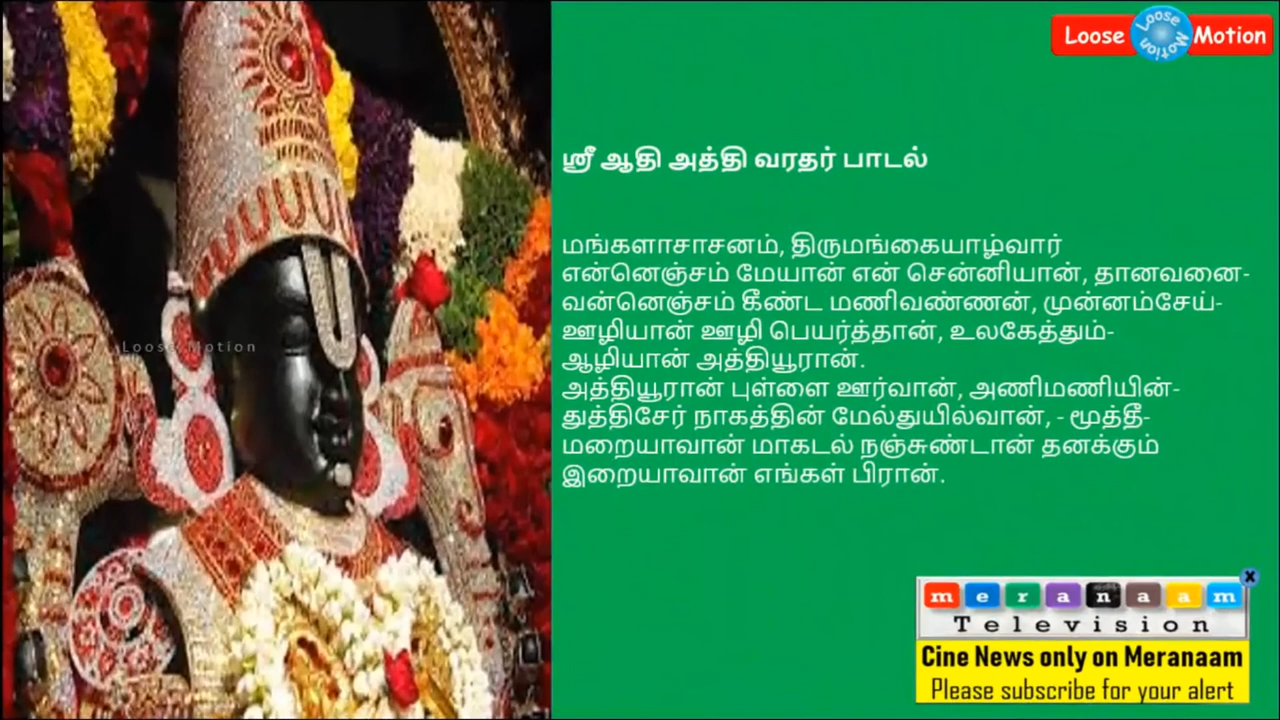 Loose Motion
Loose Motion
ஸ்ரீ ஆதி அத்தி வரதர் பாடல்
மங்களாசாசனம், திருமங்கையாழ்வார்
என்னெஞ்சம் மேயான் என் சென்னியான், தானவனை-
வன்னெஞ்சம் கீண்ட மணிவண்ணன், முன்னம்சேய்-
ஊழியான் ஊழி பெயர்த்தான், உலகேத்தும்-
ஆழியான் அத்தியூரான்.
அத்தியூரான் புள்ளை ஊர்வான், அணிமணியின்-
துத்திசேர் நாகத்தின் மேல்துயில்வான், - மூத்தீ-
மறையாவான் மாகடல் நஞ்சுண்டான் தனக்கும்
இறையாவான் எங்கள் பிரான்.
Loose Motion
x
meranaam
Television
Cine News only on Meranaam
Please subscribe for your alert